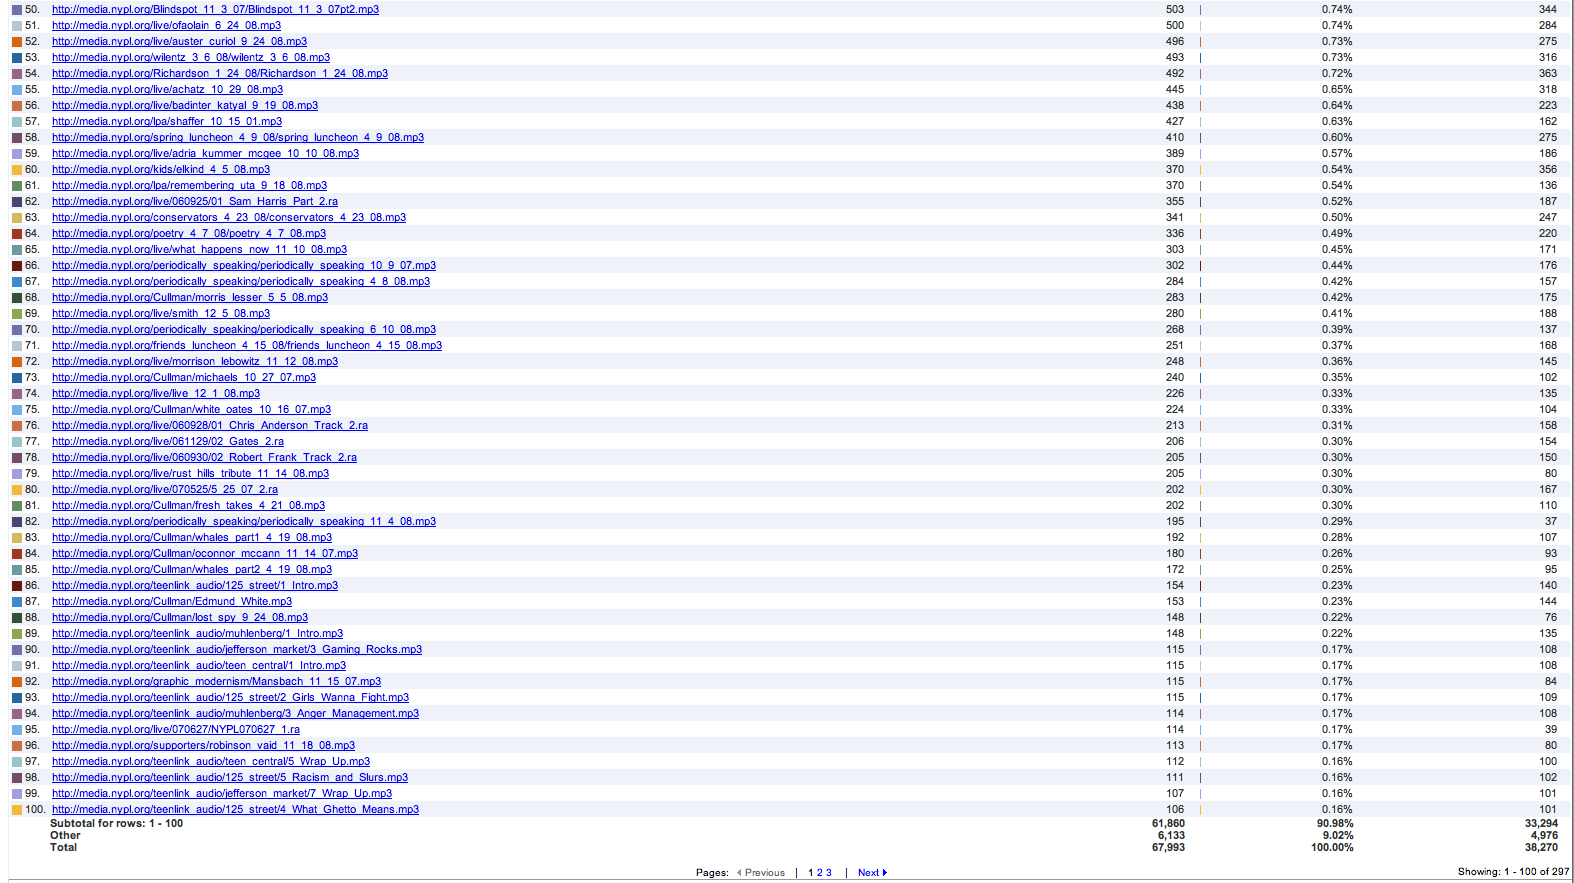 50. http://media.nypl.org/Blindspot_11_3_07/Blindspot_11_3_07pt2.mp3 503 0.74% 344
51. http://media.nypl.org/live/ofaolain_6_24_08.mp3 500 0.74% 284
52. http://media.nypl.org/live/auster_curiol_9_24_08.mp3 496 0.73% 275
53. http://media.nypl.org/wilentz_3_6_08/wilentz_3_6_08.mp3 493 0.73% 316
54. http://media.nypl.org/Richardson_1_24_08/Richardson_1_24_08.mp3 492 0.72% 363
55. http://media.nypl.org/live/achatz_10_29_08.mp3 445 0.65% 318
56. http://media.nypl.org/live/badinter_katyal_9_19_08.mp3 438 0.64% 223
57. http://media.nypl.org/lpa/shaffer_10_15_01.mp3 427 0.63% 162
58. http://media.nypl.org/spring_luncheon_4_9_08/spring_luncheon_4_9_08.mp3 410 0.60% 275
59. http://media.nypl.org/live/adria_kummer_mcgee_10_10_08.mp3 389 0.57% 186
60. http://media.nypl.org/kids/elkind_4_5_08.mp3 370 0.54% 356
61. http://media.nypl.org/lpa/remembering_uta_9_18_08.mp3 370 0.54% 136
62. http://media.nypl.org/live/060925/01_Sam_Harris_Part_2.ra 355 0.52% 187
63. http://media.nypl.org/conservators_4_23_08/conservators_4_23_08.mp3 341 0.50% 247
64. http://media.nypl.org/poetry_4_7_08/poetry_4_7_08.mp3 336 0.49% 220
65. http://media.nypl.org/live/what_happens_now_11_10_08.mp3 303 0.45% 171
66. http://media.nypl.org/periodically_speaking/periodically_speaking_10_9_07.mp3 302 0.44% 176
67. http://media.nypl.org/periodically_speaking/periodically_speaking_4_8_08.mp3 284 0.42% 157
68. http://media.nypl.org/Cullman/morris_lesser_5_5_08.mp3 283 0.42% 175
69. http://media.nypl.org/live/smith_12_5_08.mp3 280 0.41% 188
70. http://media.nypl.org/periodically_speaking/periodically_speaking_6_10_08.mp3 268 0.39% 137
71. http://media.nypl.org/friends_luncheon_4_15_08/friends_luncheon_4_15_08.mp3 251 0.37% 168
72. http://media.nypl.org/live/morrison_lebowitz_11_12_08.mp3 248 0.36% 145
73. http://media.nypl.org/Cullman/michaels_10_27_07.mp3 240 0.35% 102
74. http://media.nypl.org/live/live_12_1_08.mp3 226 0.33% 135
75. http://media.nypl.org/Cullman/white_oates_10_16_07.mp3 224 0.33% 104
76. http://media.nypl.org/live/060928/01_Chris_Anderson_Track_2.ra 213 0.31% 158
77. http://media.nypl.org/live/061129/02_Gates_2.ra 206 0.30% 154
78. http://media.nypl.org/live/060930/02_Robert_Frank_Track_2.ra 205 0.30% 150
79. http://media.nypl.org/live/rust_hills_tribute_11_14_08.mp3 205 0.30% 80
80. http://media.nypl.org/live/070525/5_25_07_2.ra 202 0.30% 167
81. http://media.nypl.org/Cullman/fresh_takes_4_21_08.mp3 202 0.30% 110
82. http://media.nypl.org/periodically_speaking/periodically_speaking_11_4_08.mp3 195 0.29% 37
83. http://media.nypl.org/Cullman/whales_part1_4_19_08.mp3 192 0.28% 107
84. http://media.nypl.org/Cullman/oconnor_mccann_11_14_07.mp3 180 0.26% 93
85. http://media.nypl.org/Cullman/whales_part2_4_19_08.mp3 172 0.25% 95
86. http://media.nypl.org/teenlink_audio/125_street/1_Intro.mp3 154 0.23% 140
87. http://media.nypl.org/Cullman/Edmund_White.mp3 153 0.23% 144
88. http://media.nypl.org/Cullman/lost_spy_9_24_08.mp3 148 0.22% 76
89. http://media.nypl.org/teenlink_audio/muhlenberg/1_Intro.mp3 148 0.22% 135
90. http://media.nypl.org/teenlink_audio/jefferson_market/3_Gaming_Rocks.mp3 115 0.17% 108
91. http://media.nypl.org/teenlink_audio/teen_central/1_Intro.mp3 115 0.17% 108
92. http://media.nypl.org/graphic_modernism/Mansbach_11_15_07.mp3 115 0.17% 84
93. http://media.nypl.org/teenlink_audio/125_street/2_Girls_Wanna_Fight.mp3 115 0.17% 109
94. http://media.nypl.org/teenlink_audio/muhlenberg/3_Anger_Management.mp3 114 0.17% 108
95. http://media.nypl.org/live/070627/NYPL070627_1.ra 114 0.17% 39
96. http://media.nypl.org/supporters/robinson_vaid_11_18_08.mp3 113 0.17% 80
97. http://media.nypl.org/teenlink_audio/teen_central/5_Wrap_Up.mp3 112 0.16% 100
98. http://media.nypl.org/teenlink_audio/125_street/5_Racism_and_Slurs.mp3 111 0.16% 102
99. http://media.nypl.org/teenlink_audio/jefferson_market/7_Wrap_Up.mp3 107 0.16% 101
100. http://media.nypl.org/teenlink_audio/125_street/4_What_Ghetto_Means.mp3 106 0.16% 101
Subtotal for rows: 1 - 100 61,860 90.98% 33,294
Other 6,133 9.02% 4,976
Total 67,993 100.00% 38,270
Pages: Previous | 1 2 3 | Next Showing: 1 - 100 of 297